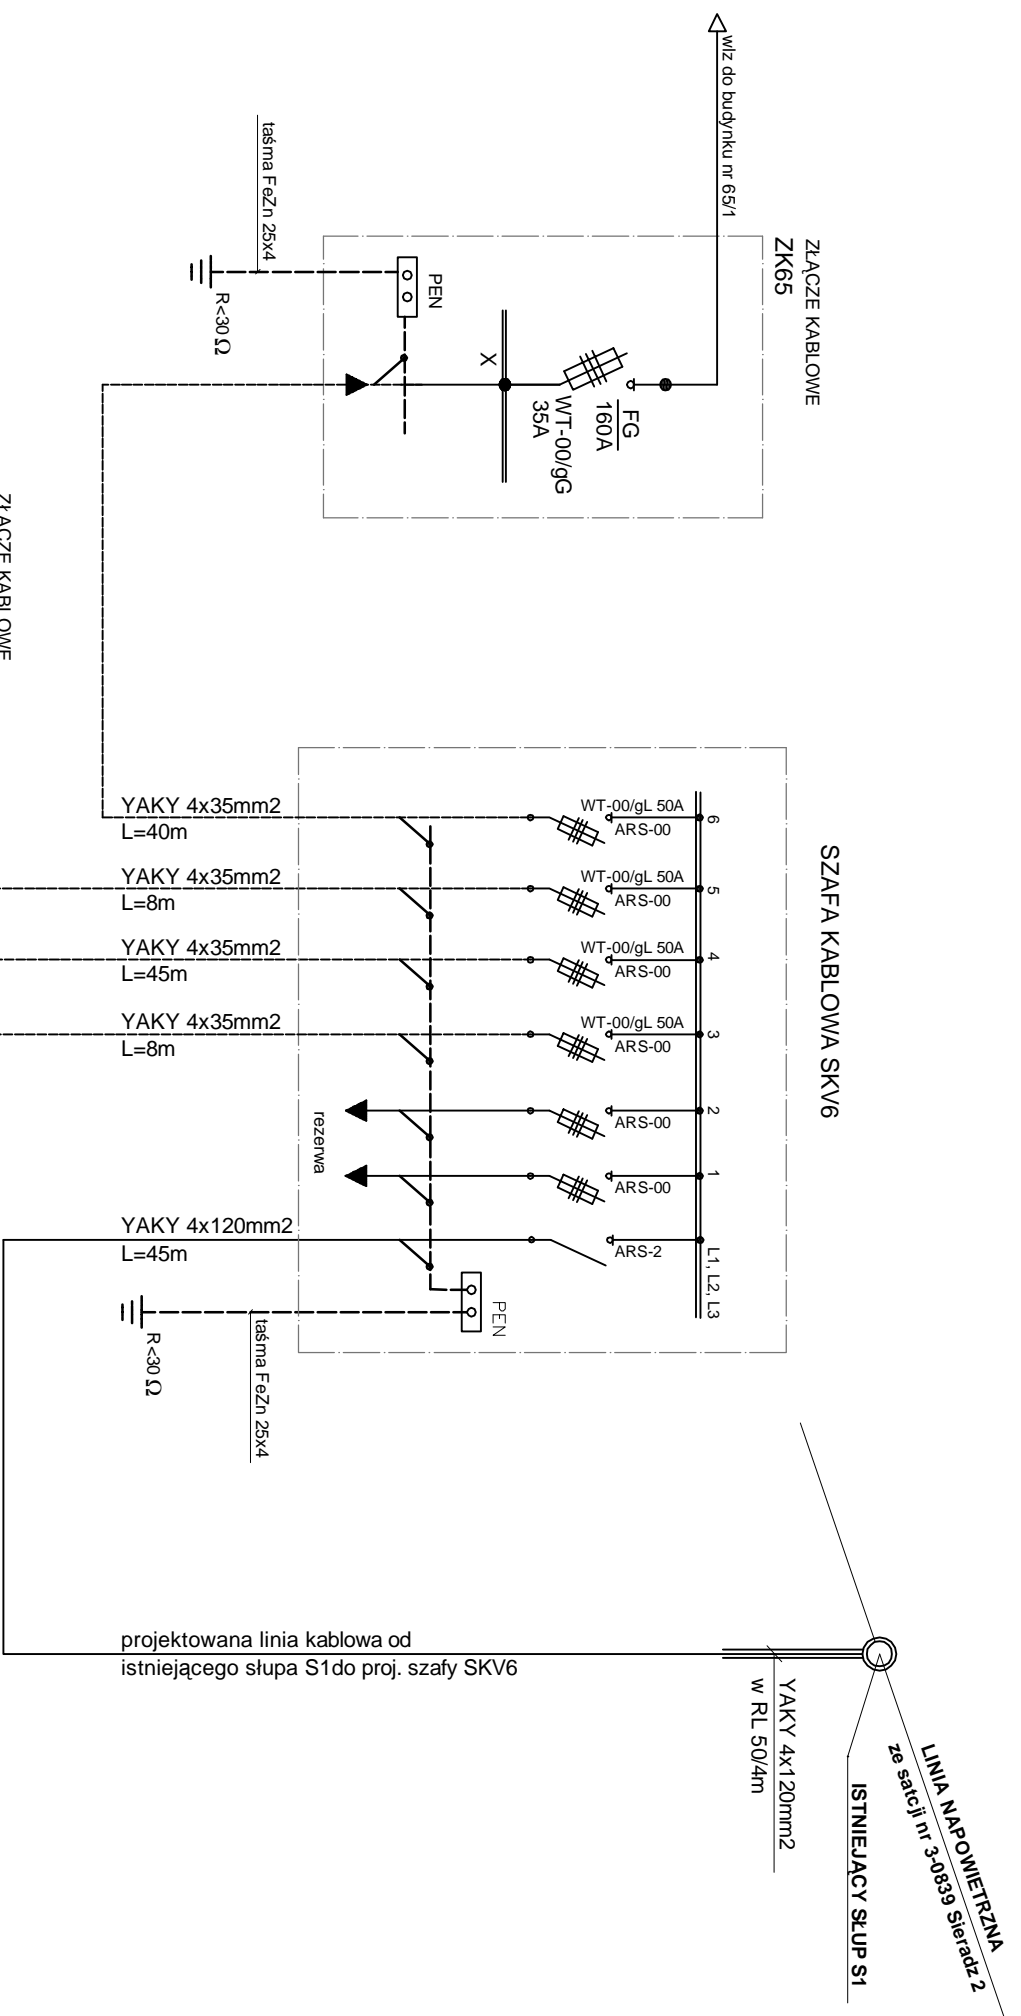 wlz do budynku nr 65/1
ZŁĄCZE KABLOWE
ZK65
taśma FeZn 25x4
R<30 Ω
PEN
X
FG
160A
WT-00/gG
35A
ZŁĄCZE KABLOWE
SZAFA KABLOWA SKV6
YAKY 4x35mm2
L=40m
WT-00/gL 50A
ARS-00
6
YAKY 4x35mm2
L=8m
WT-00/gL 50A
ARS-00
5
YAKY 4x35mm2
L=45m
WT-00/gL 50A
ARS-00
4
YAKY 4x35mm2
L=8m
WT-00/gL 50A
ARS-00
3
rezerwa
ARS-00
2
ARS-00
1
YAKY 4x120mm2
L=45m
ARS-2
L1, L2, L3
PEN
taśma FeZn 25x4
R<30 Ω
projektowana linia kablowa od
istniejącego słupa S1do proj. szafy SKV6
YAKY 4x120mm2
w RL 50/4m
ISTNIEJĄCY SŁUP S1
LINIA NAPOWIETRZNA
ze satcji nr 3-0839 Sieradz 2